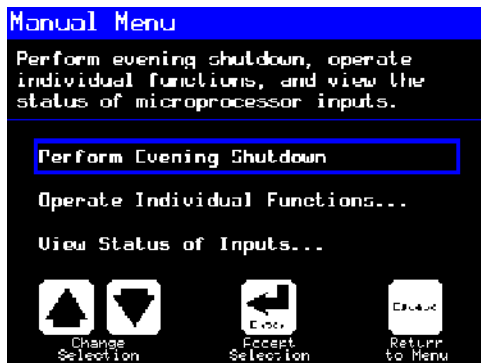 Manual Menu
Perform evening shutdown, operate
individual functions, and view the
status of microprocessor inputs.
Perform Evening Shutdown
Operate Individual Functions...
View Status of Inputs...
Enter
Escape
Change
Selection
Accept
Selection
Return
to Menu